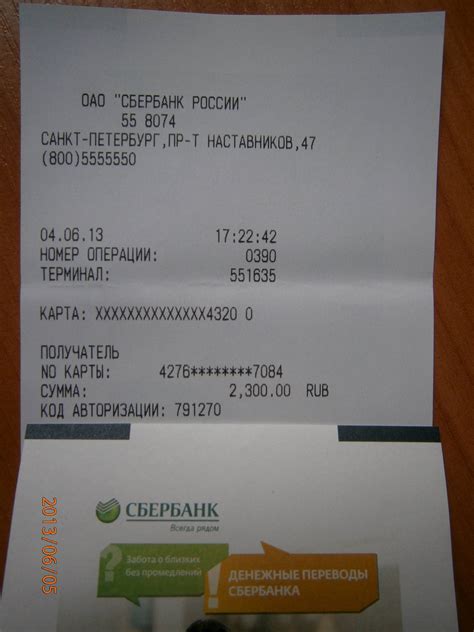 ОАО "СБЕРБАНК РОССИИ"
55 8074
САНКТ-ПЕТЕРБУРГ,ПР-Т НАСТАВНИКОВ,47
(800)5555550
04.06.13 17:22:42
НОМЕР ОПЕРАЦИИ: 0390
ТЕРМИНАЛ: 551635
КАРТА: XXXXXXXXXXXXXX4320 0
ПОЛУЧАТЕЛЬ
NO КАРТЫ: 4276********7084
СУММА: 2,300.00 RUB
КОД АВТОРИЗАЦИИ: 791270
СБЕРБАНК
Всегда рядом
Забота о близких
без промедлений
ДЕНЕЖНЫЕ ПЕРЕВОДЫ
СБЕРБАНКА
2013/06/05